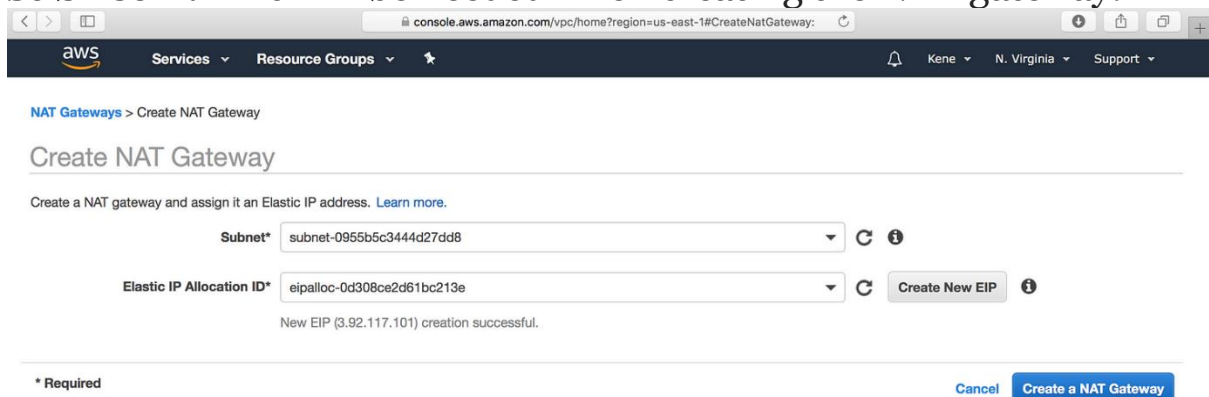 console.aws.amazon.com/vpc/home?region=us-east-1#CreateNatGateway:
aws Services Resource Groups Kene N. Virginia Support
NAT Gateways > Create NAT Gateway
Create NAT Gateway
Create a NAT gateway and assign it an Elastic IP address. Learn more.
Subnet* subnet-0955b5c3444d27dd8
Elastic IP Allocation ID* eipalloc-0d308ce2d61bc213e Create New EIP
New EIP (3.92.117.101) creation successful.
* Required Cancel Create a NAT Gateway